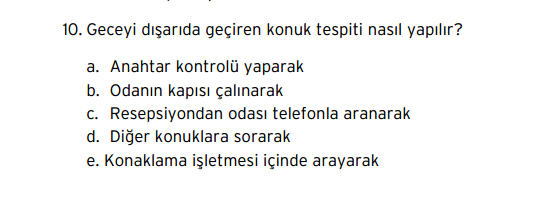 10. Geceyi dışarıda geçiren konuk tespiti nasıl yapılır?
a. Anahtar kontrolü yaparak
b. Odanın kapısı çalınarak
c. Resepsiyondan odası telefonla aranarak
d. Diğer konuklara sorarak
e. Konaklama işletmesi içinde arayarak